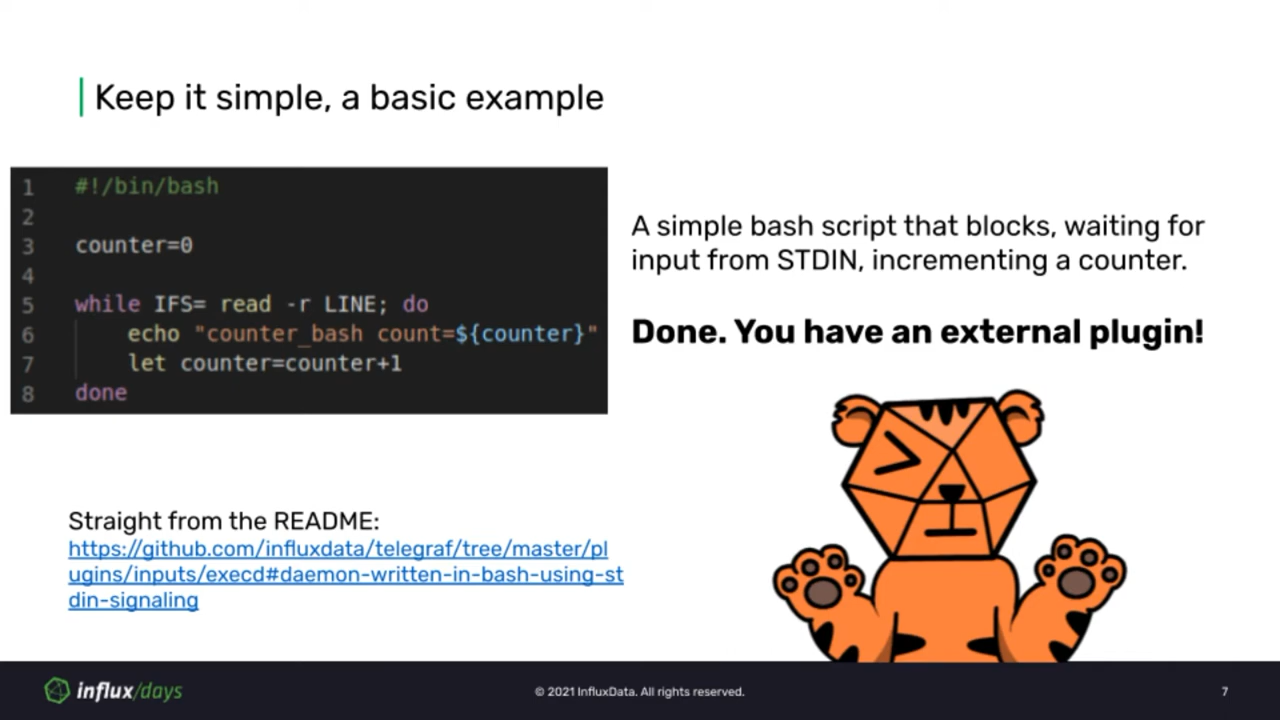 Keep it simple, a basic example
1 #!/bin/bash
2
3 counter=0
4
5 while IFS= read -r LINE; do
6 echo "counter_bash count=${counter}"
7 let counter=counter+1
8 done
A simple bash script that blocks, waiting for
input from STDIN, incrementing a counter.
Done. You have an external plugin!
Straight from the README:
https://github.com/influxdata/telegraf/tree/master/pl
ugins/inputs/execd#daemon-written-in-bash-using-st
din-signaling
influx/days
© 2021 InfluxData. All rights reserved.
7